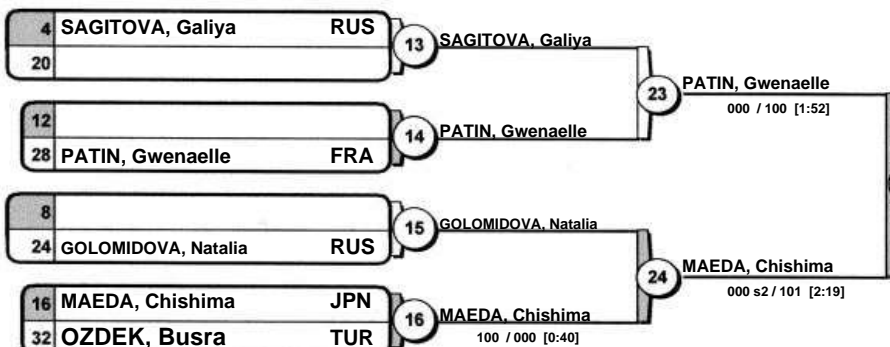 4 SAGITOVA, Galiya RUS
20
13 SAGITOVA, Galiya
23 PATIN, Gwenaelle
000 / 100 [1:52]
12
28 PATIN, Gwenaelle FRA
14 PATIN, Gwenaelle
8
24 GOLOMIDOVA, Natalia RUS
15 GOLOMIDOVA, Natalia
24 MAEDA, Chishima
000 s2 / 101 [2:19]
16 MAEDA, Chishima JPN
32 OZDEK, Busra TUR
16 MAEDA, Chishima
100 / 000 [0:40]